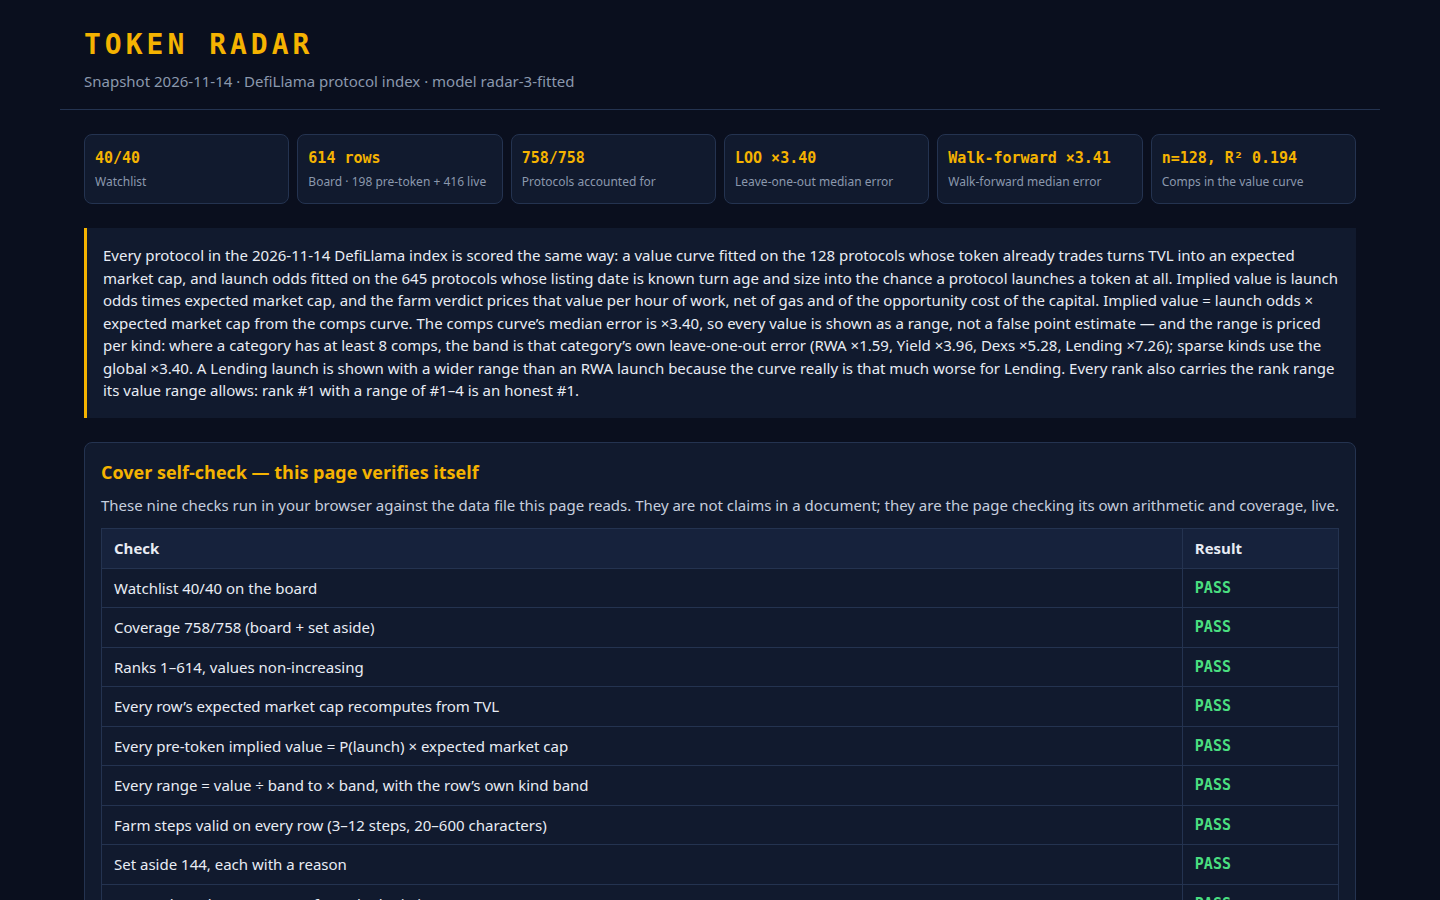 TOKEN RADAR
Snapshot 2026-11-14 · DefiLlama protocol index · model radar-3-fitted
40/40
Watchlist
614 rows
Board · 198 pre-token + 416 live
758/758
Protocols accounted for
LOO ×3.40
Leave-one-out median error
Walk-forward ×3.41
Walk-forward median error
n=128, R² 0.194
Comps in the value curve
Every protocol in the 2026-11-14 DefiLlama index is scored the same way: a value curve fitted on the 128 protocols whose token already trades turns TVL into an expected
market cap, and launch odds fitted on the 645 protocols whose listing date is known turn age and size into the chance a protocol launches a token at all. Implied value is launch
odds times expected market cap, and the farm verdict prices that value per hour of work, net of gas and of the opportunity cost of the capital. Implied value = launch odds ×
expected market cap from the comps curve. The comps curve’s median error is ×3.40, so every value is shown as a range, not a false point estimate — and the range is priced
per kind: where a category has at least 8 comps, the band is that category’s own leave-one-out error (RWA ×1.59, Yield ×3.96, Dexs ×5.28, Lending ×7.26); sparse kinds use the
global ×3.40. A Lending launch is shown with a wider range than an RWA launch because the curve really is that much worse for Lending. Every rank also carries the rank range
its value range allows: rank #1 with a range of #1–4 is an honest #1.
Cover self-check — this page verifies itself
These nine checks run in your browser against the data file this page reads. They are not claims in a document; they are the page checking its own arithmetic and coverage, live.
Check Result
Watchlist 40/40 on the board PASS
Coverage 758/758 (board + set aside) PASS
Ranks 1–614, values non-increasing PASS
Every row’s expected market cap recomputes from TVL PASS
Every pre-token implied value = P(launch) × expected market cap PASS
Every range = value ÷ band to × band, with the row’s own kind band PASS
Farm steps valid on every row (3–12 steps, 20–600 characters) PASS
Set aside 144, each with a reason PASS